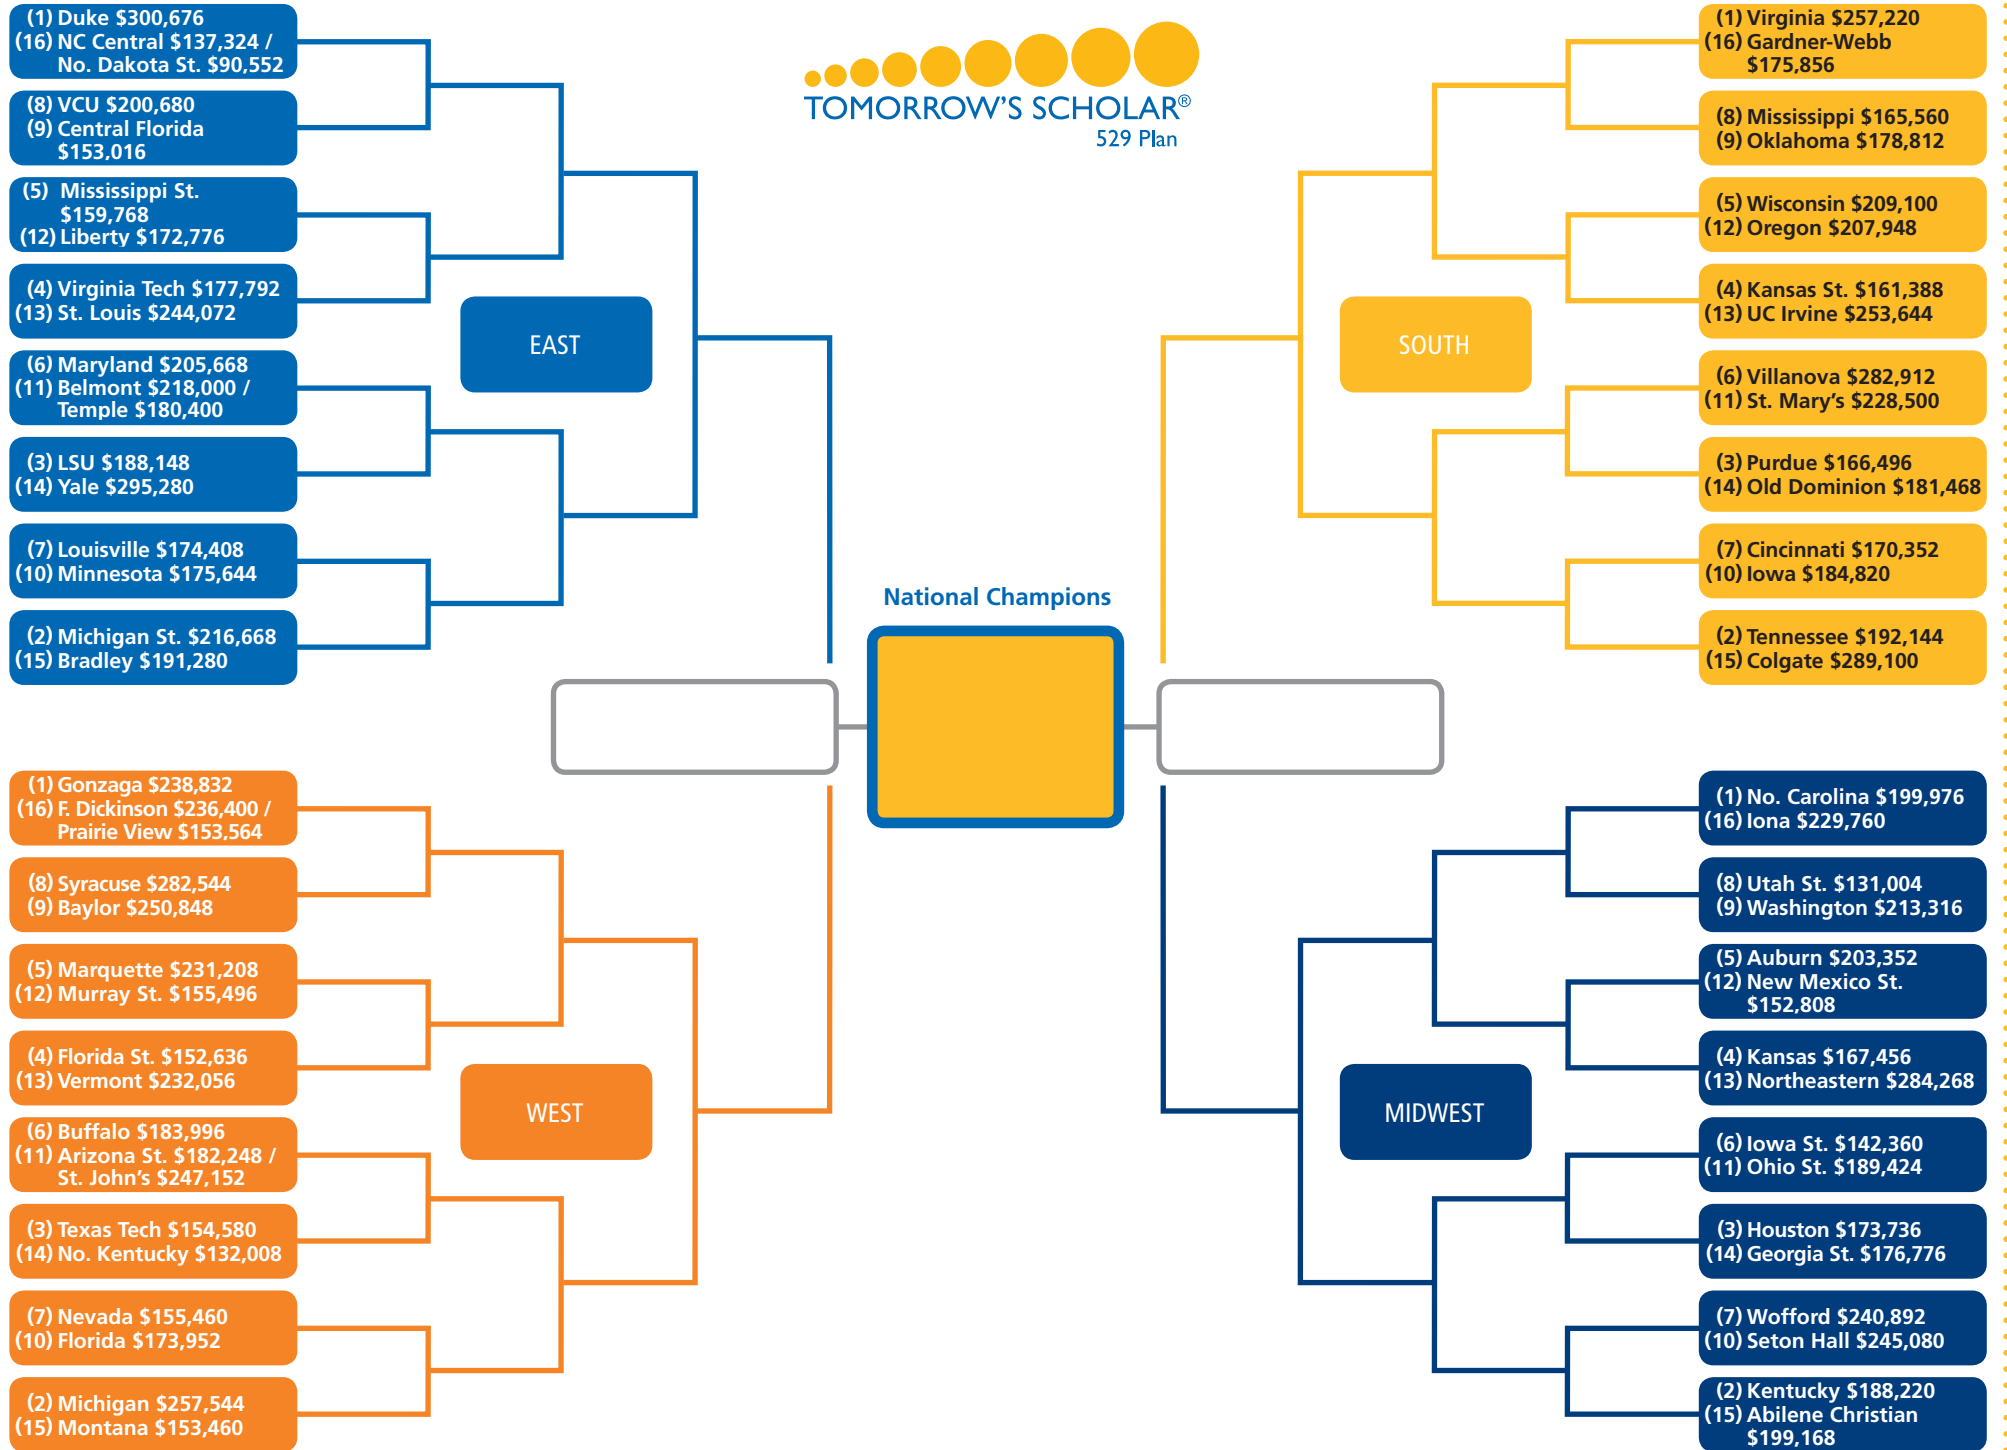 (1) Duke $300,676
(16) NC Central $137,324 /
No. Dakota St. $90,552
(8) VCU $200,680
(9) Central Florida
$153,016
(5) Mississippi St.
$159,768
(12) Liberty $172,776
(4) Virginia Tech $177,792
(13) St. Louis $244,072
(6) Maryland $205,668
(11) Belmont $218,000 /
Temple $180,400
(3) LSU $188,148
(14) Yale $295,280
(7) Louisville $174,408
(10) Minnesota $175,644
(2) Michigan St. $216,668
(15) Bradley $191,280
EAST
TOMORROW'S SCHOLAR®
529 Plan
(1) Virginia $257,220
(16) Gardner-Webb
$175,856
(8) Mississippi $165,560
(9) Oklahoma $178,812
(5) Wisconsin $209,100
(12) Oregon $207,948
(4) Kansas St. $161,388
(13) UC Irvine $253,644
(6) Villanova $282,912
(11) St. Mary's $228,500
(3) Purdue $166,496
(14) Old Dominion $181,468
(7) Cincinnati $170,352
(10) Iowa $184,820
(2) Tennessee $192,144
(15) Colgate $289,100
SOUTH
National Champions
(1) Gonzaga $238,832
(16) F. Dickinson $236,400 /
Prairie View $153,564
(8) Syracuse $282,544
(9) Baylor $250,848
(5) Marquette $231,208
(12) Murray St. $155,496
(4) Florida St. $152,636
(13) Vermont $232,056
(6) Buffalo $183,996
(11) Arizona St. $182,248 /
St. John's $247,152
(3) Texas Tech $154,580
(14) No. Kentucky $132,008
(7) Nevada $155,460
(10) Florida $173,952
(2) Michigan $257,544
(15) Montana $153,460
WEST
(1) No. Carolina $199,976
(16) Iona $229,760
(8) Utah St. $131,004
(9) Washington $213,316
(5) Auburn $203,352
(12) New Mexico St.
$152,808
(4) Kansas $167,456
(13) Northeastern $284,268
(6) Iowa St. $142,360
(11) Ohio St. $189,424
(3) Houston $173,736
(14) Georgia St. $176,776
(7) Wofford $240,892
(10) Seton Hall $245,080
(2) Kentucky $188,220
(15) Abilene Christian
$199,168
MIDWEST